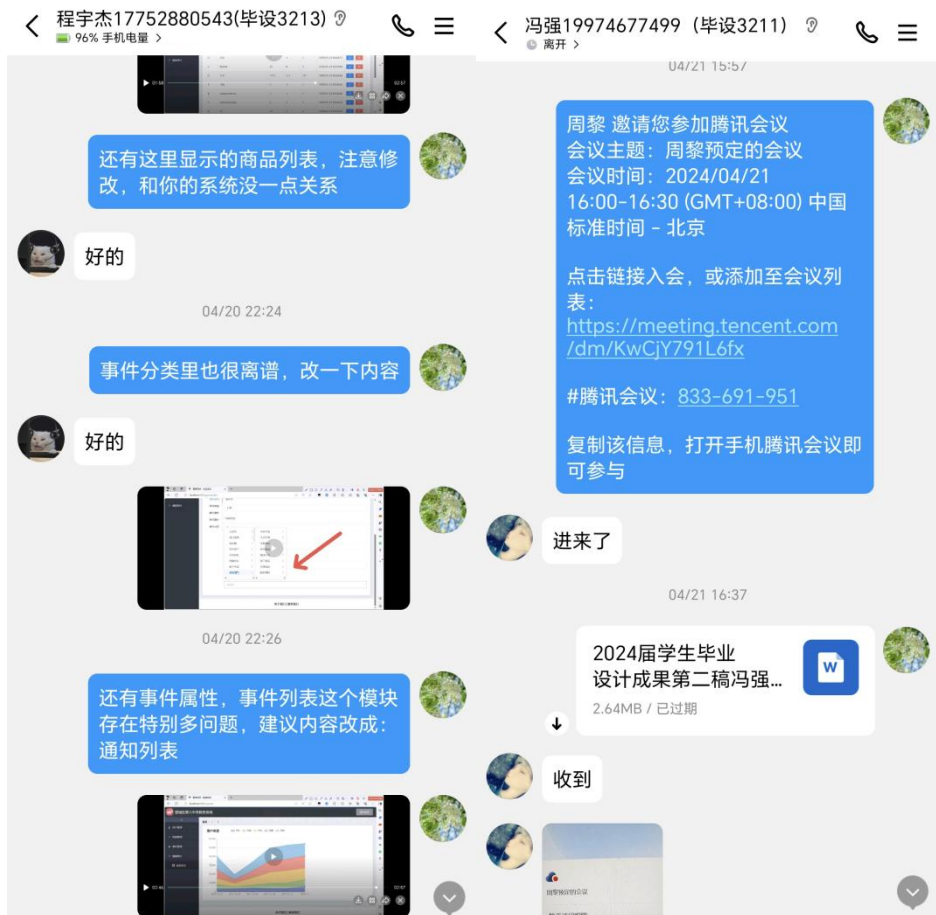 程宇杰17752880543(毕设3213)
96% 手机电量 >
01:58
02:57
还有这里显示的商品列表，注意修
改，和你的系统没一点关系
好的
04/20 22:24
事件分类里也很离谱，改一下内容
好的
04/20 22:26
还有事件属性，事件列表这个模块
存在特别多问题，建议内容改成：
通知列表
02:57
冯强19974677499（毕设3211）
离开 >
04/21 15:57
周黎 邀请您参加腾讯会议
会议主题：周黎预定的会议
会议时间：2024/04/21
16:00-16:30 (GMT+08:00) 中国
标准时间 - 北京
点击链接入会，或添加至会议列
表：
https://meeting.tencent.com
/dm/KwCjY791L6fx
#腾讯会议：833-691-951
复制该信息，打开手机腾讯会议即
可参与
进来了
04/21 16:37
2024届学生毕业
设计成果第二稿冯强...
W
2.64MB / 已过期
收到
周黎预定的会议